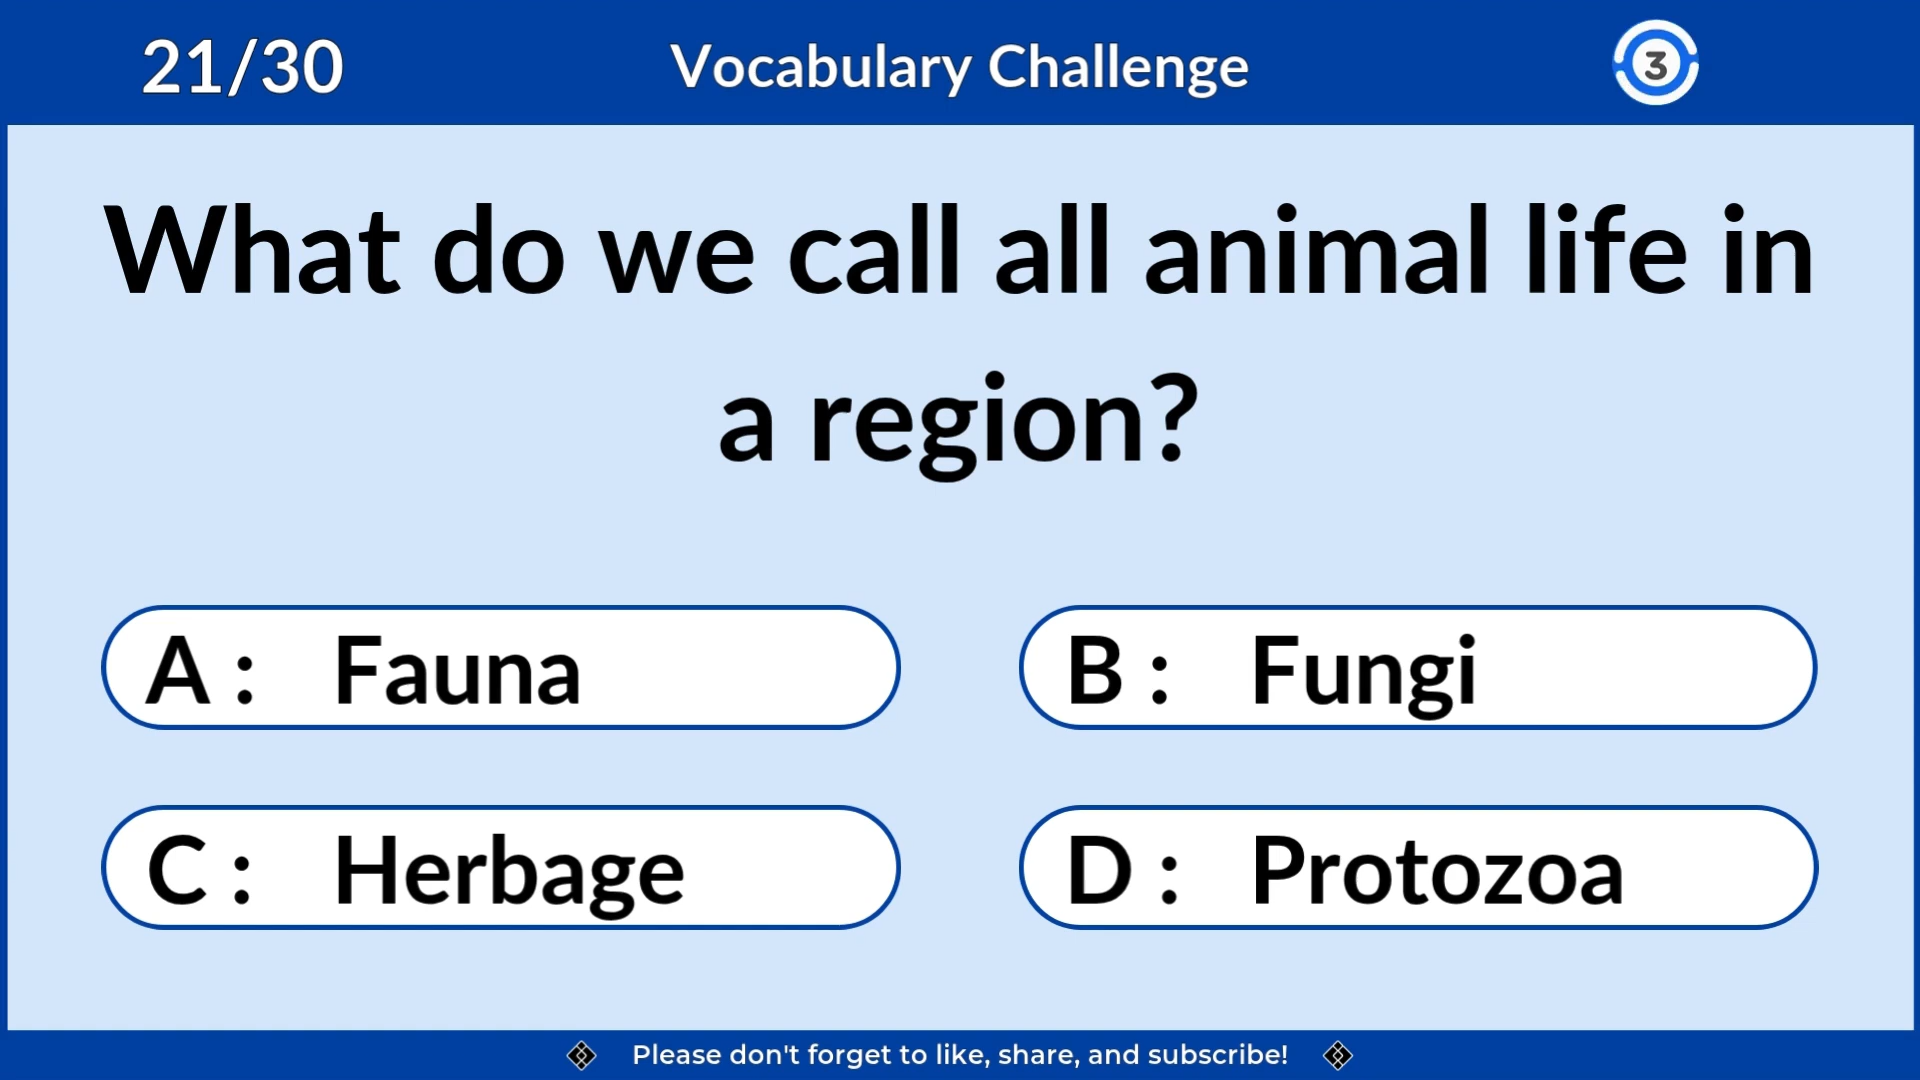 21/30
Vocabulary Challenge
3
What do we call all animal life in
a region?
A : Fauna
B : Fungi
C : Herbage
D : Protozoa
Please don't forget to like, share, and subscribe!